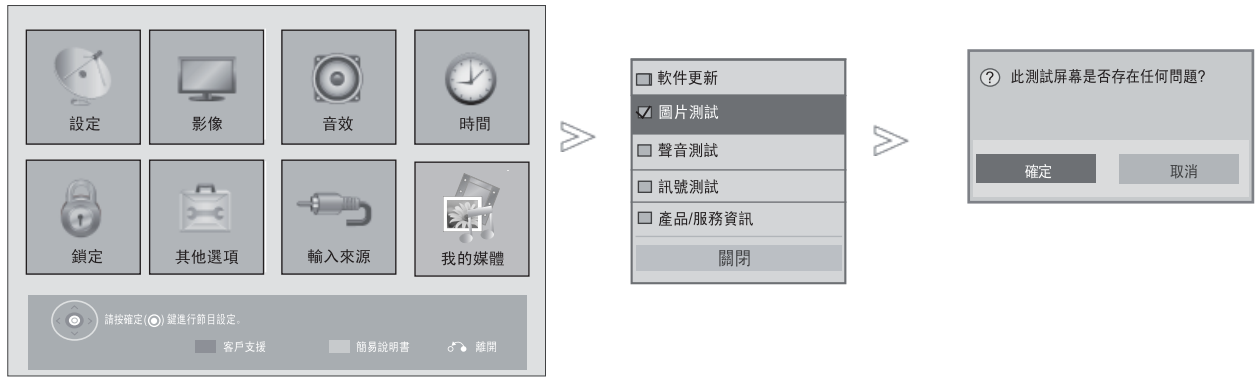 設定
影像
音效
時間
鎖定
其他選項
輸入來源
我的媒體
請按確定(◉) 鍵進行節目設定。
客戶支援
簡易說明書
離開
軟件更新
圖片測試
聲音測試
訊號測試
產品/服務資訊
關閉
? 此測試屏幕是否存在任何問題?
確定
取消